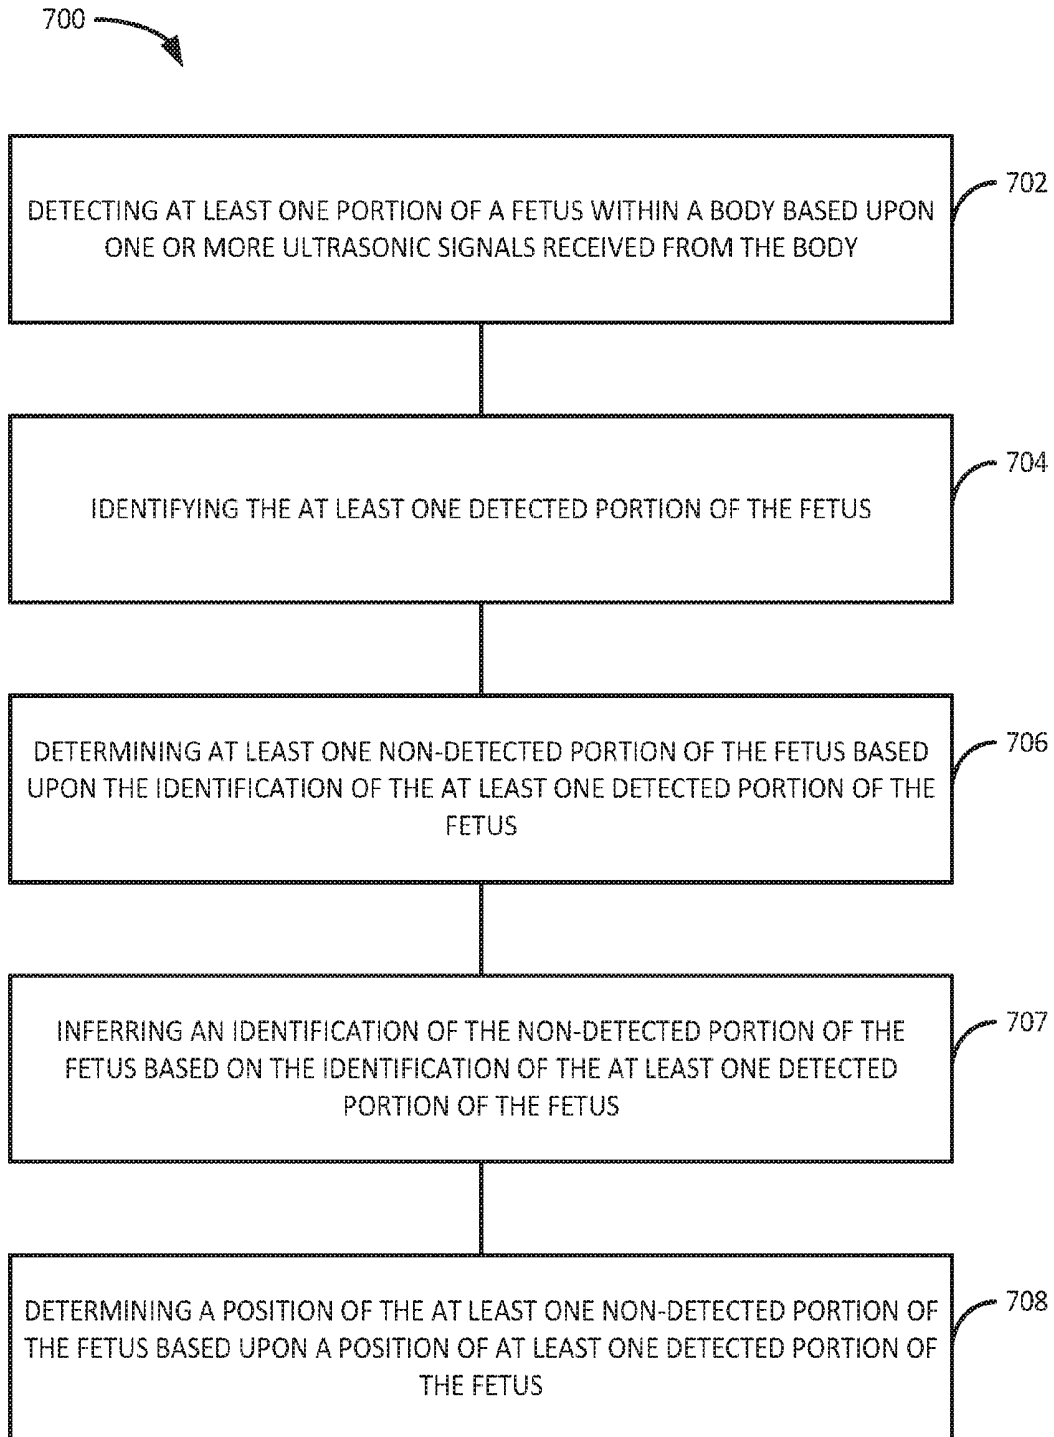 700
702
DETECTING AT LEAST ONE PORTION OF A FETUS WITHIN A BODY BASED UPON
ONE OR MORE ULTRASONIC SIGNALS RECEIVED FROM THE BODY
704
IDENTIFYING THE AT LEAST ONE DETECTED PORTION OF THE FETUS
706
DETERMINING AT LEAST ONE NON-DETECTED PORTION OF THE FETUS BASED
UPON THE IDENTIFICATION OF THE AT LEAST ONE DETECTED PORTION OF THE
FETUS
707
INFERRING AN IDENTIFICATION OF THE NON-DETECTED PORTION OF THE
FETUS BASED ON THE IDENTIFICATION OF THE AT LEAST ONE DETECTED
PORTION OF THE FETUS
708
DETERMINING A POSITION OF THE AT LEAST ONE NON-DETECTED PORTION OF
THE FETUS BASED UPON A POSITION OF AT LEAST ONE DETECTED PORTION OF
THE FETUS